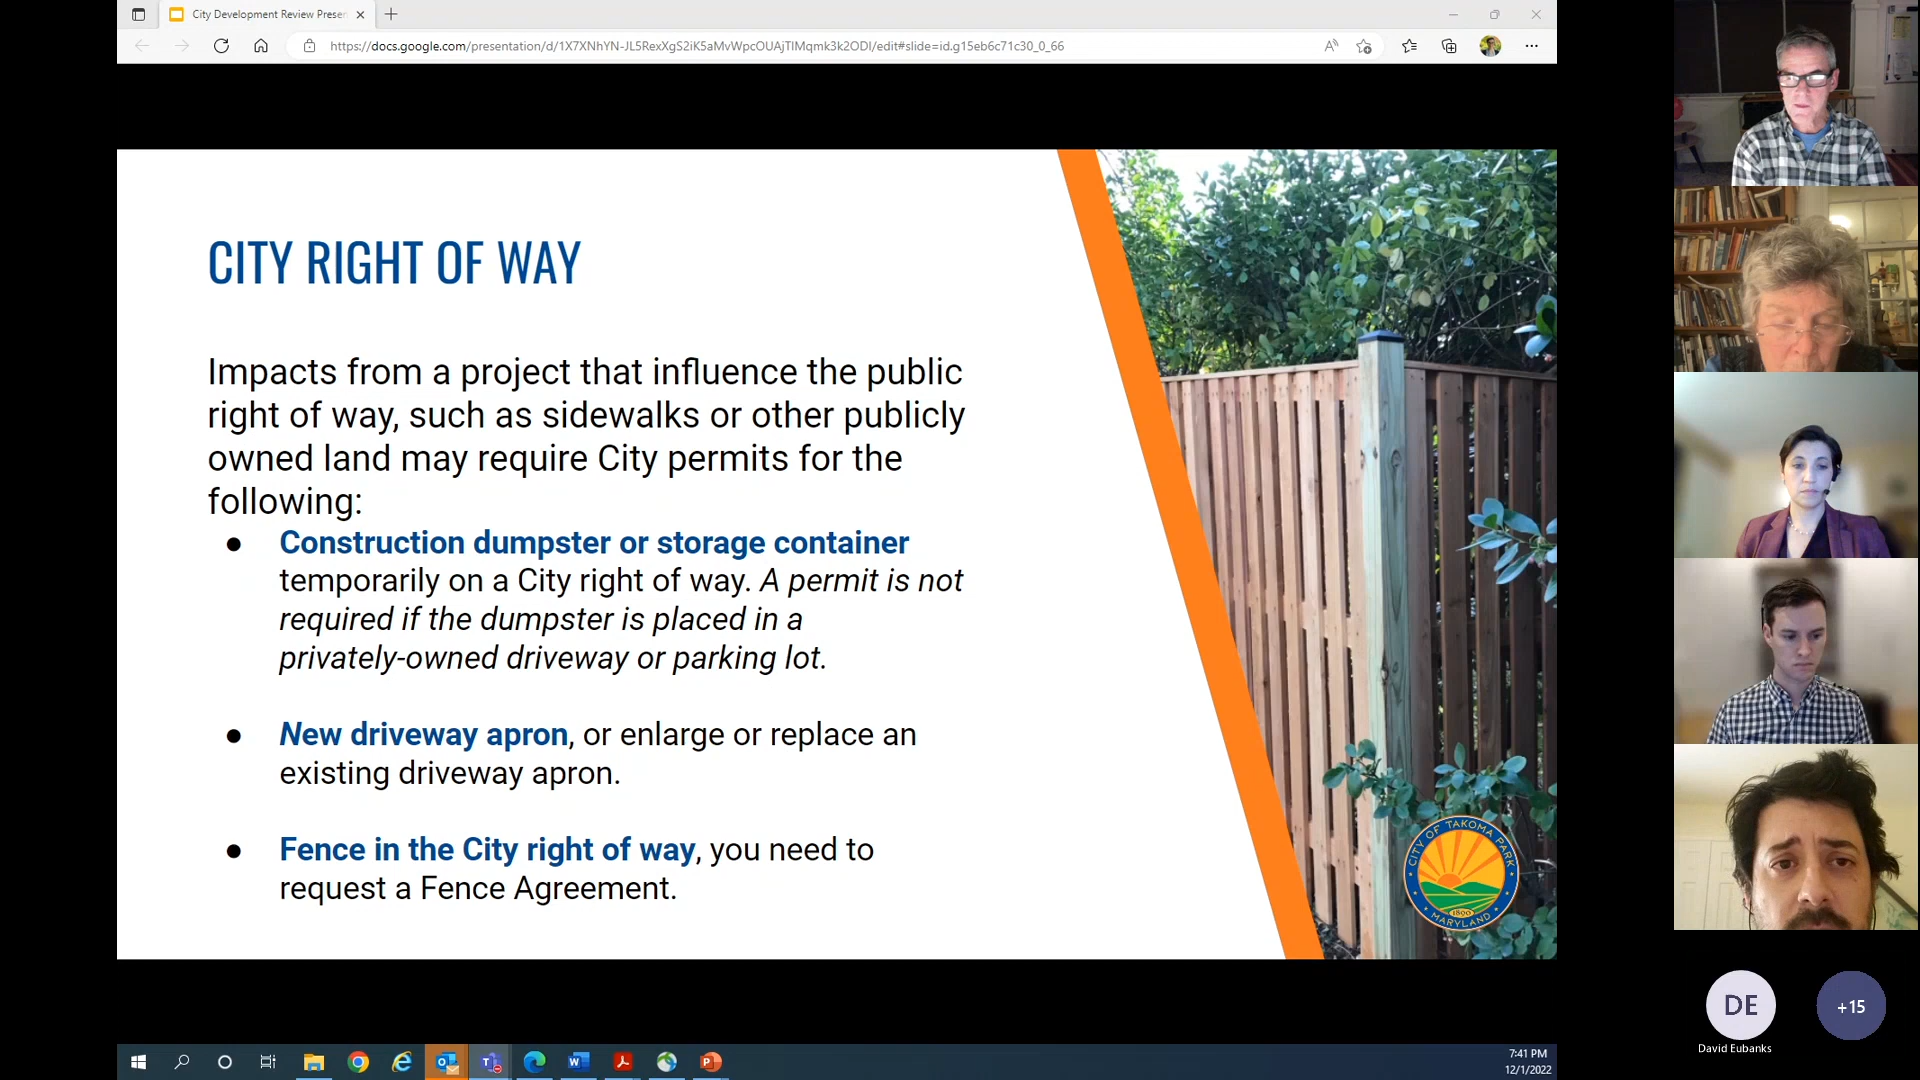 City Development Review Presen
https://docs.google.com/presentation/d/1X7XNhYN-JL5RexXgS2iK5aMvWpcOUAjTlMqmk3k2ODI/edit#slide=id.g15eb6c71c30_0_66
CITY RIGHT OF WAY
Impacts from a project that influence the public
right of way, such as sidewalks or other publicly
owned land may require City permits for the
following:
● Construction dumpster or storage container
temporarily on a City right of way. A permit is not
required if the dumpster is placed in a
privately-owned driveway or parking lot.
● New driveway apron, or enlarge or replace an
existing driveway apron.
● Fence in the City right of way, you need to
request a Fence Agreement.
CITY OF TAKOMA PARK
1890
MARYLAND
DE
+15
David Eubanks
7:41 PM
12/1/2022